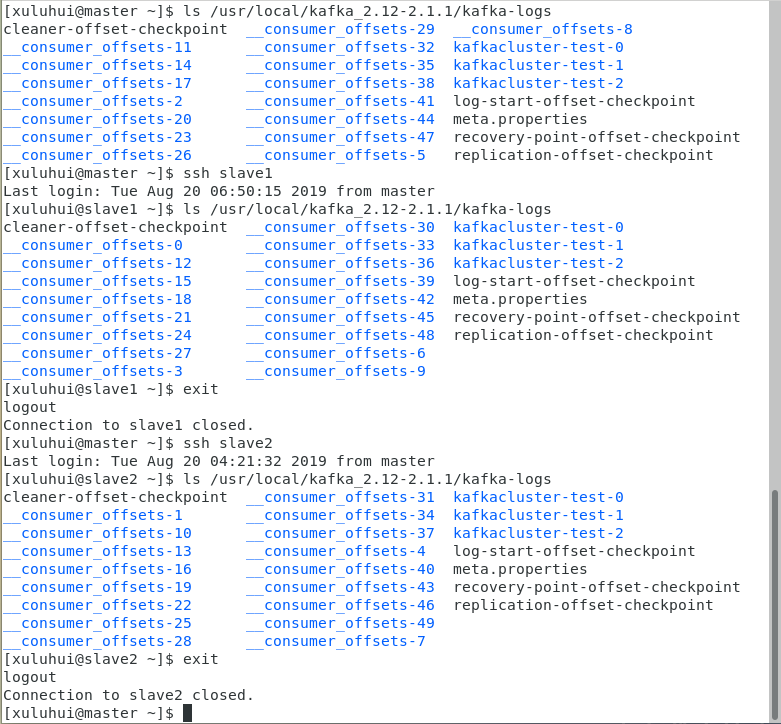 [xuluhui@master ~]$ ls /usr/local/kafka_2.12-2.1.1/kafka-logs
cleaner-offset-checkpoint  __consumer_offsets-29  __consumer_offsets-8
__consumer_offsets-11      __consumer_offsets-32  kafkacluster-test-0
__consumer_offsets-14      __consumer_offsets-35  kafkacluster-test-1
__consumer_offsets-17      __consumer_offsets-38  kafkacluster-test-2
__consumer_offsets-2       __consumer_offsets-41  log-start-offset-checkpoint
__consumer_offsets-20      __consumer_offsets-44  meta.properties
__consumer_offsets-23      __consumer_offsets-47  recovery-point-offset-checkpoint
__consumer_offsets-26      __consumer_offsets-5   replication-offset-checkpoint
[xuluhui@master ~]$ ssh slave1
Last login: Tue Aug 20 06:50:15 2019 from master
[xuluhui@slave1 ~]$ ls /usr/local/kafka_2.12-2.1.1/kafka-logs
cleaner-offset-checkpoint  __consumer_offsets-30  kafkacluster-test-0
__consumer_offsets-0       __consumer_offsets-33  kafkacluster-test-1
__consumer_offsets-12      __consumer_offsets-36  kafkacluster-test-2
__consumer_offsets-15      __consumer_offsets-39  log-start-offset-checkpoint
__consumer_offsets-18      __consumer_offsets-42  meta.properties
__consumer_offsets-21      __consumer_offsets-45  recovery-point-offset-checkpoint
__consumer_offsets-24      __consumer_offsets-48  replication-offset-checkpoint
__consumer_offsets-27      __consumer_offsets-6
__consumer_offsets-3       __consumer_offsets-9
[xuluhui@slave1 ~]$ exit
logout
Connection to slave1 closed.
[xuluhui@master ~]$ ssh slave2
Last login: Tue Aug 20 04:21:32 2019 from master
[xuluhui@slave2 ~]$ ls /usr/local/kafka_2.12-2.1.1/kafka-logs
cleaner-offset-checkpoint  __consumer_offsets-31  kafkacluster-test-0
__consumer_offsets-1       __consumer_offsets-34  kafkacluster-test-1
__consumer_offsets-10      __consumer_offsets-37  kafkacluster-test-2
__consumer_offsets-13      __consumer_offsets-4   log-start-offset-checkpoint
__consumer_offsets-16      __consumer_offsets-40  meta.properties
__consumer_offsets-19      __consumer_offsets-43  recovery-point-offset-checkpoint
__consumer_offsets-22      __consumer_offsets-46  replication-offset-checkpoint
__consumer_offsets-25      __consumer_offsets-49
__consumer_offsets-28      __consumer_offsets-7
[xuluhui@slave2 ~]$ exit
logout
Connection to slave2 closed.
[xuluhui@master ~]$